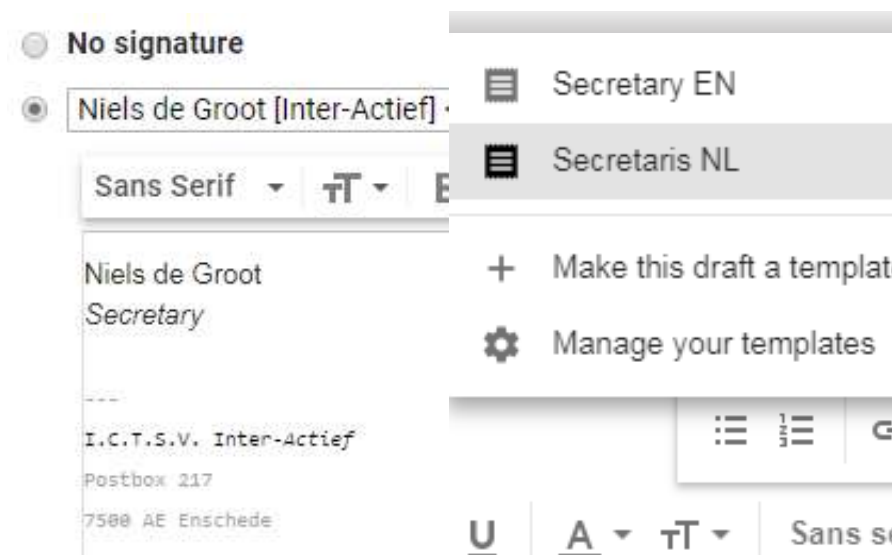 No signature
Niels de Groot [Inter-Actief]
Sans Serif
Niels de Groot
Secretary
---
I.C.T.S.V. Inter-Actief
Postbox 217
7500 AE Enschede
Secretary EN
Secretaris NL
Make this draft a templat
Manage your templates
U A Sans se